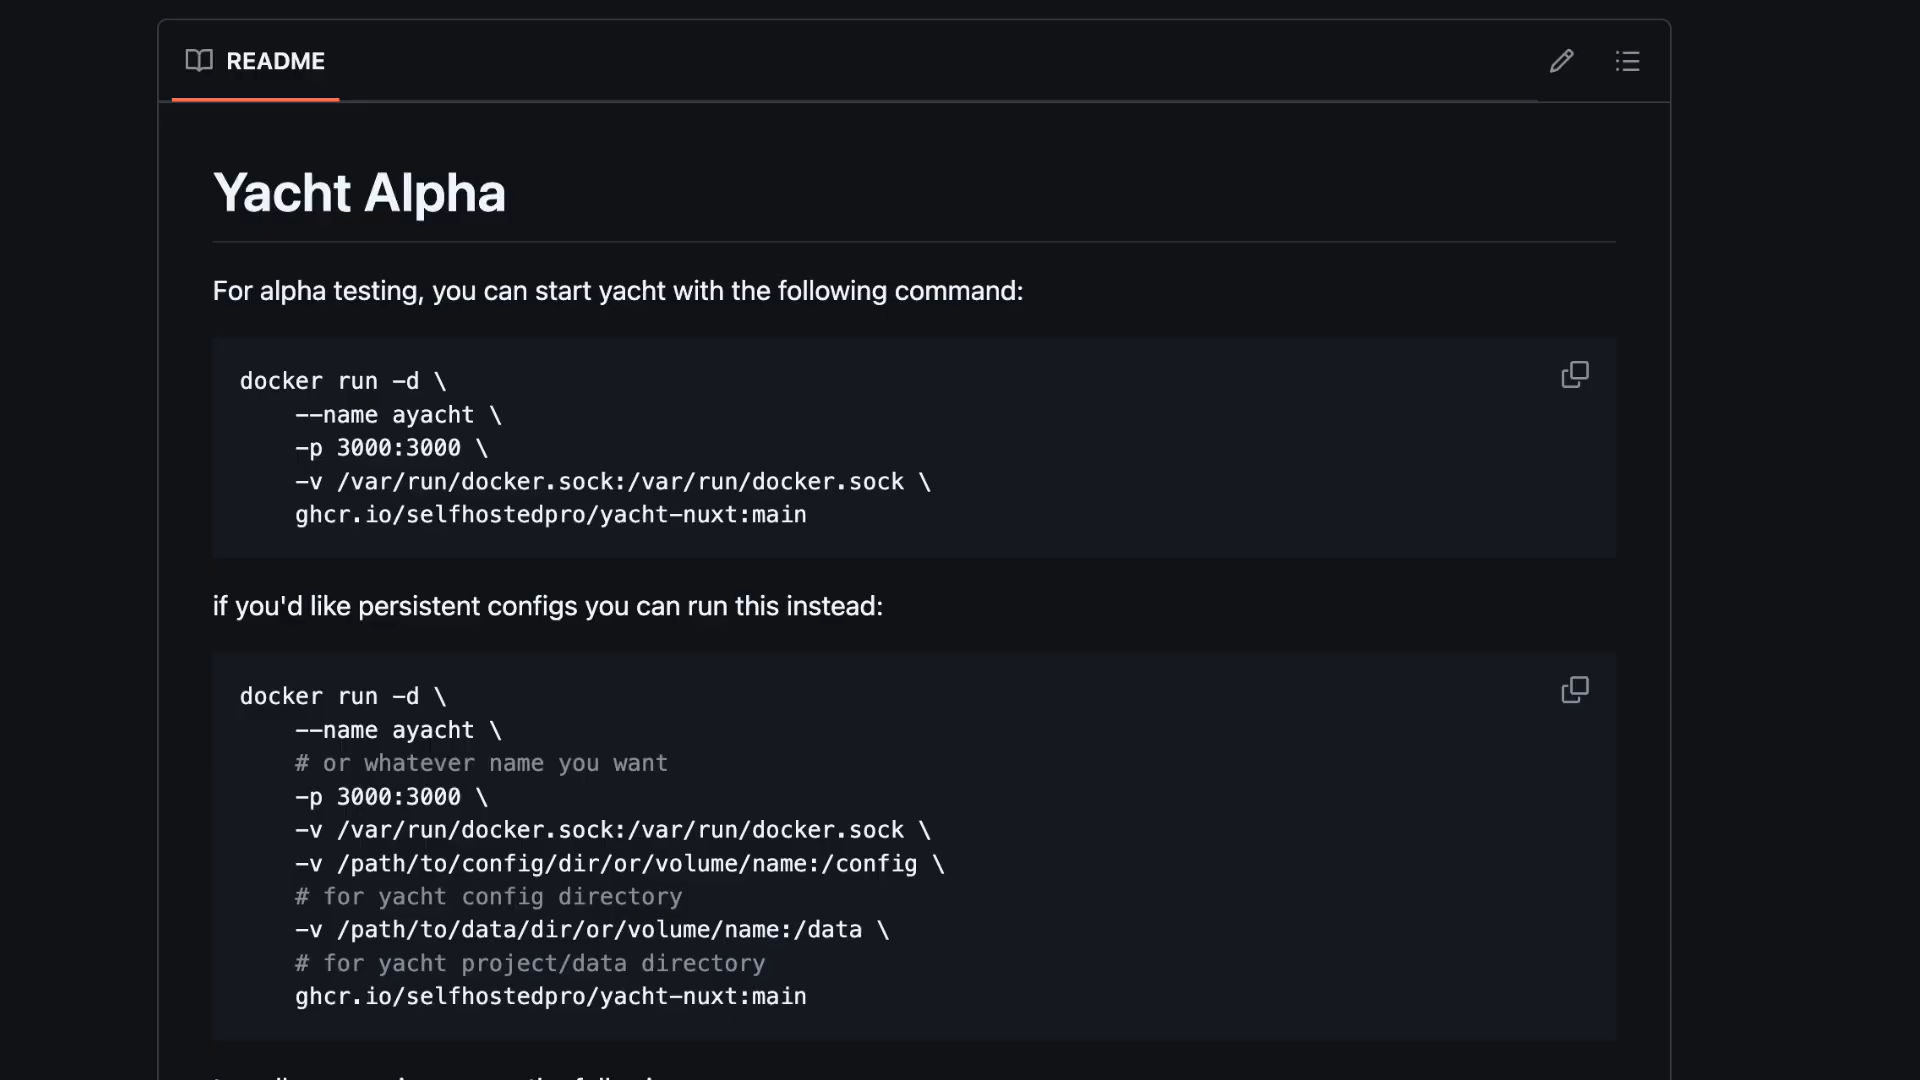 README
Yacht Alpha
For alpha testing, you can start yacht with the following command:
docker run -d \
--name ayacht \
-p 3000:3000 \
-v /var/run/docker.sock:/var/run/docker.sock \
ghcr.io/selfhostedpro/yacht-nuxt:main
if you'd like persistent configs you can run this instead:
docker run -d \
--name ayacht \
# or whatever name you want
-p 3000:3000 \
-v /var/run/docker.sock:/var/run/docker.sock \
-v /path/to/config/dir/or/volume/name:/config \
# for yacht config directory
-v /path/to/data/dir/or/volume/name:/data \
# for yacht project/data directory
ghcr.io/selfhostedpro/yacht-nuxt:main